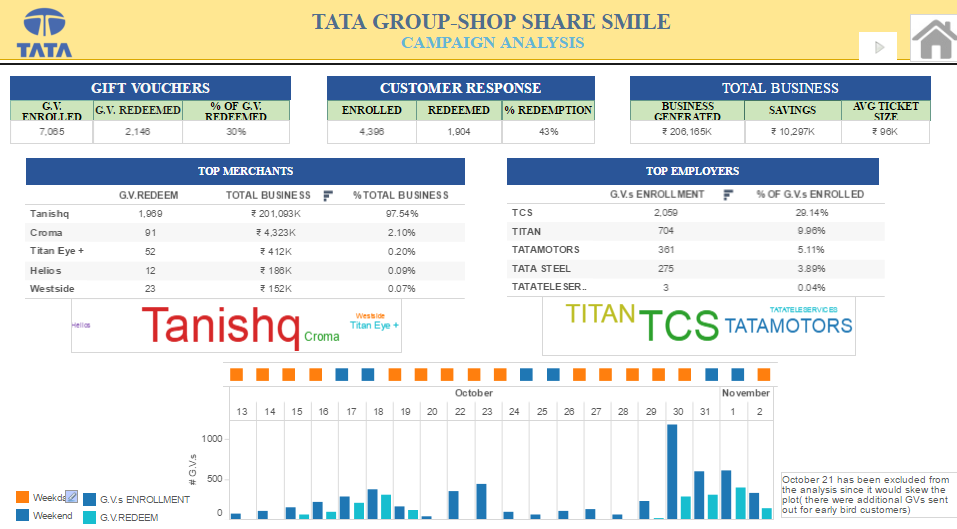 TATA GROUP-SHOP SHARE SMILE
CAMPAIGN ANALYSIS
TATA
GIFT VOUCHERS
G.V. ENROLLED G.V. REDEEMED % OF G.V. REDEEMED
7,065 2,146 30%
CUSTOMER RESPONSE
ENROLLED REDEEMED % REDEMPTION
4,396 1,904 43%
TOTAL BUSINESS
BUSINESS GENERATED SAVINGS AVG TICKET SIZE
₹ 206,165K ₹ 10,297K ₹ 96K
TOP MERCHANTS
G.V.REDEEM TOTAL BUSINESS %TOTAL BUSINESS
Tanishq 1,969 ₹ 201,093K 97.54%
Croma 91 ₹ 4,323K 2.10%
Titan Eye + 52 ₹ 412K 0.20%
Helios 12 ₹ 186K 0.09%
Westside 23 ₹ 152K 0.07%
TOP EMPLOYERS
G.V.s ENROLLMENT % OF G.V.s ENROLLED
TCS 2,059 29.14%
TITAN 704 9.96%
TATAMOTORS 361 5.11%
TATA STEEL 275 3.89%
TATATELESER.. 3 0.04%
Helios Tanishq Croma Westside Titan Eye +
TITAN TCS TATATELESERVICES TATAMOTORS
October November
13 14 15 16 17 18 19 20 22 23 24 25 26 27 28 29 30 31 1 2
# G.V.s
1000
500
0
Weekda
Weekend
G.V.s ENROLLMENT
G.V.REDEEM
October 21 has been excluded from
the analysis since it would skew the
plot( there were additional GVs sent
out for early bird customers)